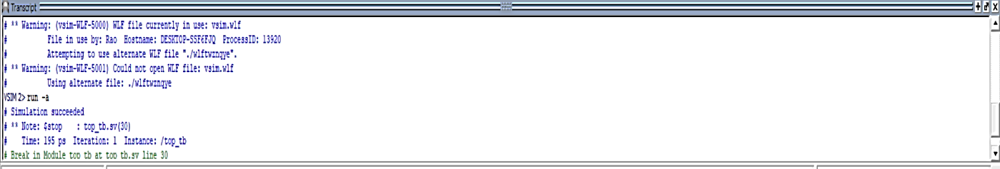 Transcript
# ** Warning: (vsim-WLF-5000) WLF file currently in use: vsim.wlf
#          File in use by: Rao  Hostname: DESKTOP-SSF6FJQ  ProcessID: 13920
#          Attempting to use alternate WLF file "./wlftwznqye".
# ** Warning: (vsim-WLF-5001) Could not open WLF file: vsim.wlf
#          Using alternate file: ./wlftwznqye
VSIM 2> run -a
# Simulation succeeded
# ** Note: $stop    : top_tb.sv(30)
#    Time: 195 ps  Iteration: 1  Instance: /top_tb
# Break in Module top_tb at top_tb.sv line 30